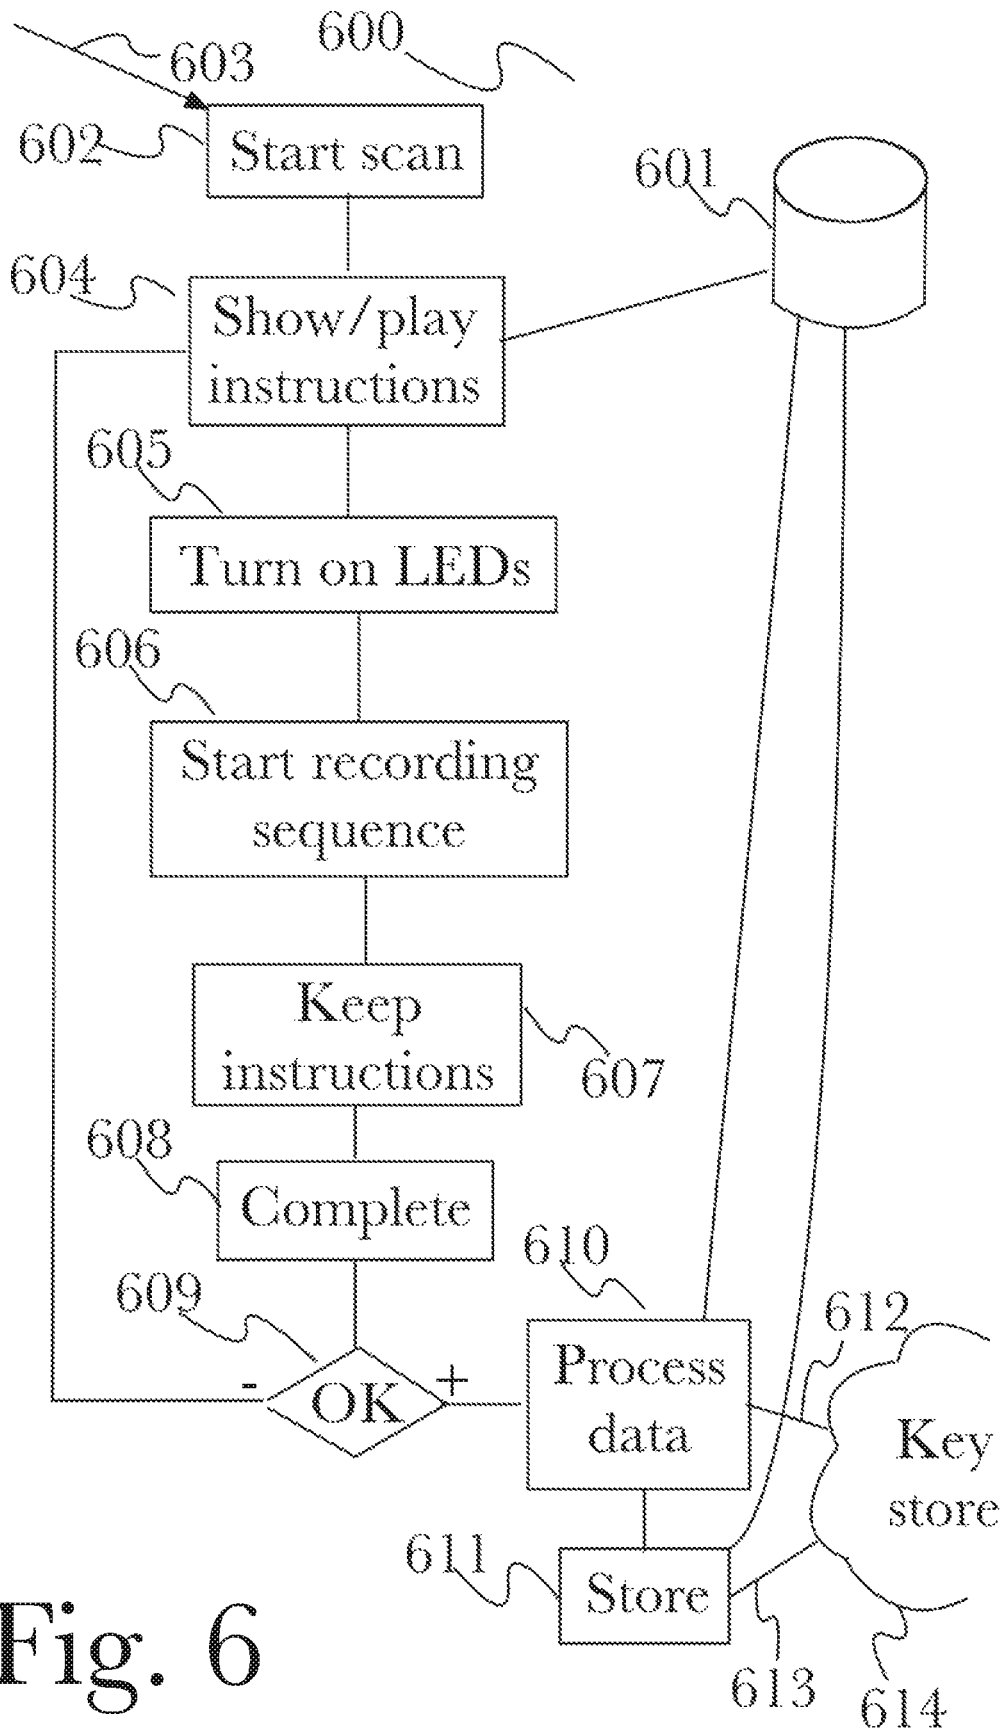 600
603
602
Start scan
601
604
Show/play
instructions
605
Turn on LEDs
606
Start recording
sequence
Keep
instructions
607
608
Complete
610
609
612
-
OK
+
Process
data
Key
store
611
Store
613
614
Fig. 6